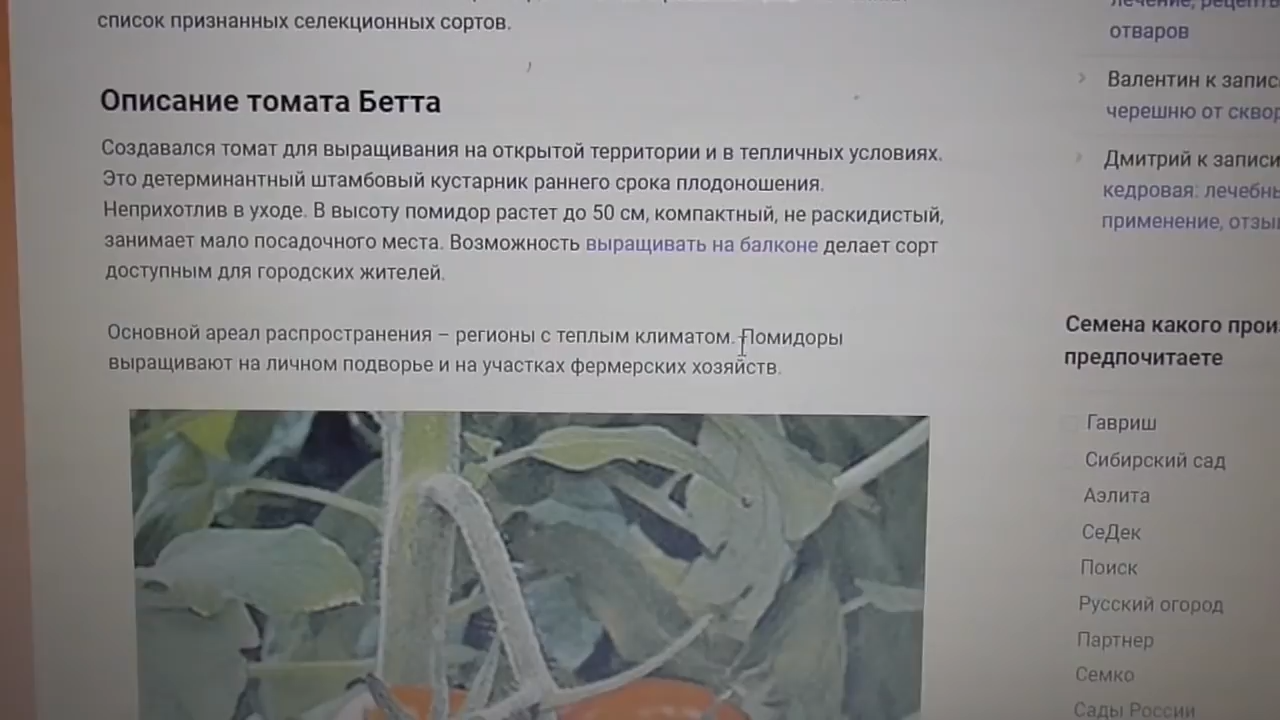 список признанных селекционных сортов.
Описание томата Бетта
Создавался томат для выращивания на открытой территории и в тепличных условиях.
Это детерминантный штамбовый кустарник раннего срока плодоношения.
Неприхотлив в уходе. В высоту помидор растет до 50 см, компактный, не раскидистый,
занимает мало посадочного места. Возможность выращивать на балконе делает сорт
доступным для городских жителей.
Основной ареал распространения – регионы с теплым климатом. Помидоры
выращивают на личном подворье и на участках фермерских хозяйств.
лечение, рецепты
отваров
Валентин к запис
черешню от сквор
Дмитрий к записи
кедровая: лечебны
применение, отзы
Семена какого прои
предпочитаете
Гавриш
Сибирский сад
Аэлита
СеДек
Поиск
Русский огород
Партнер
Семко
Сады России